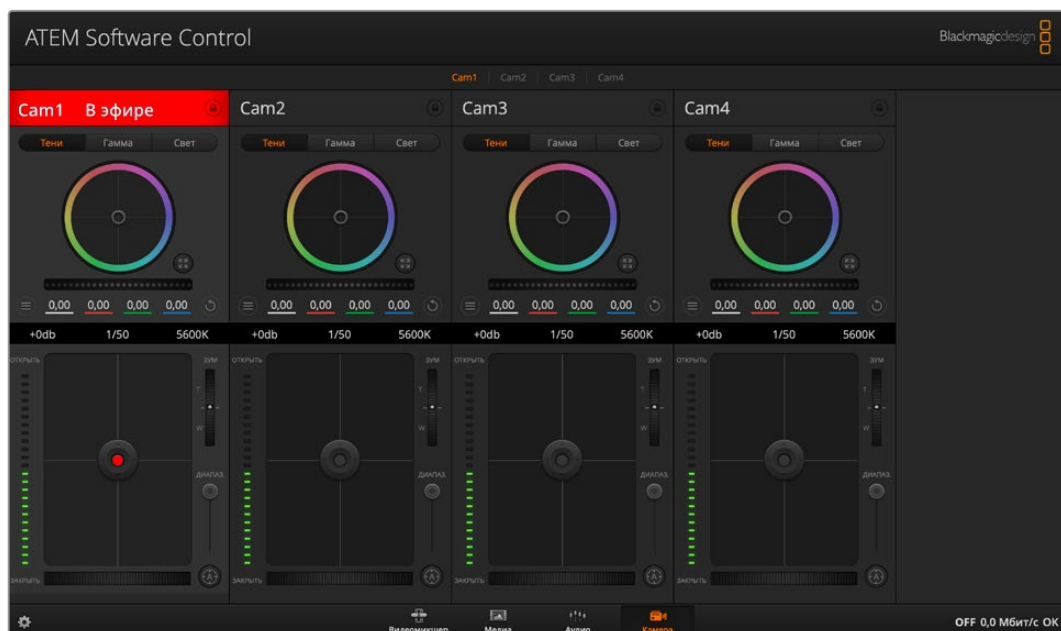 ATEM Software Control
Blackmagicdesign
Cam1 Cam2 Cam3 Cam4
Cam1 В эфире Cam2 Cam3 Cam4
Тени Гамма Свет Тени Гамма Свет Тени Гамма Свет Тени Гамма Свет
0,00 0,00 0,00 0,00 0,00 0,00 0,00 0,00 0,00 0,00 0,00 0,00 0,00 0,00 0,00 0,00
+0db 1/50 5600K +0db 1/50 5600K +0db 1/50 5600K +0db 1/50 5600K
ОТКРЫТЬ ЗУМ ОТКРЫТЬ ЗУМ ОТКРЫТЬ ЗУМ ОТКРЫТЬ ЗУМ
T T T T
W W W W
ДИАПАЗ. ДИАПАЗ. ДИАПАЗ. ДИАПАЗ.
ЗАКРЫТЬ A ЗАКРЫТЬ A ЗАКРЫТЬ A ЗАКРЫТЬ A
Видеомикшер Медиа Аудио Камера
OFF 0,0 Мбит/с OK